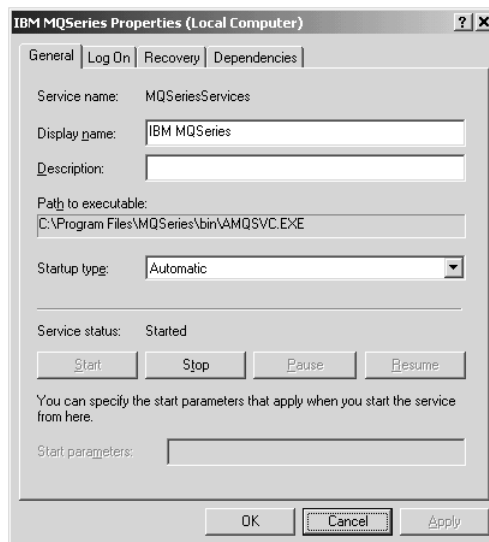 IBM MQSeries Properties (Local Computer)
General Log On Recovery Dependencies
Service name: MQSeriesServices
Display name: IBM MQSeries
Description:
Path to executable:
C:\Program Files\MQSeries\bin\AMQSVC.EXE
Startup type: Automatic
Service status: Started
Start Stop Pause Resume
You can specify the start parameters that apply when you start the service
from here.
Start parameters:
OK Cancel Apply